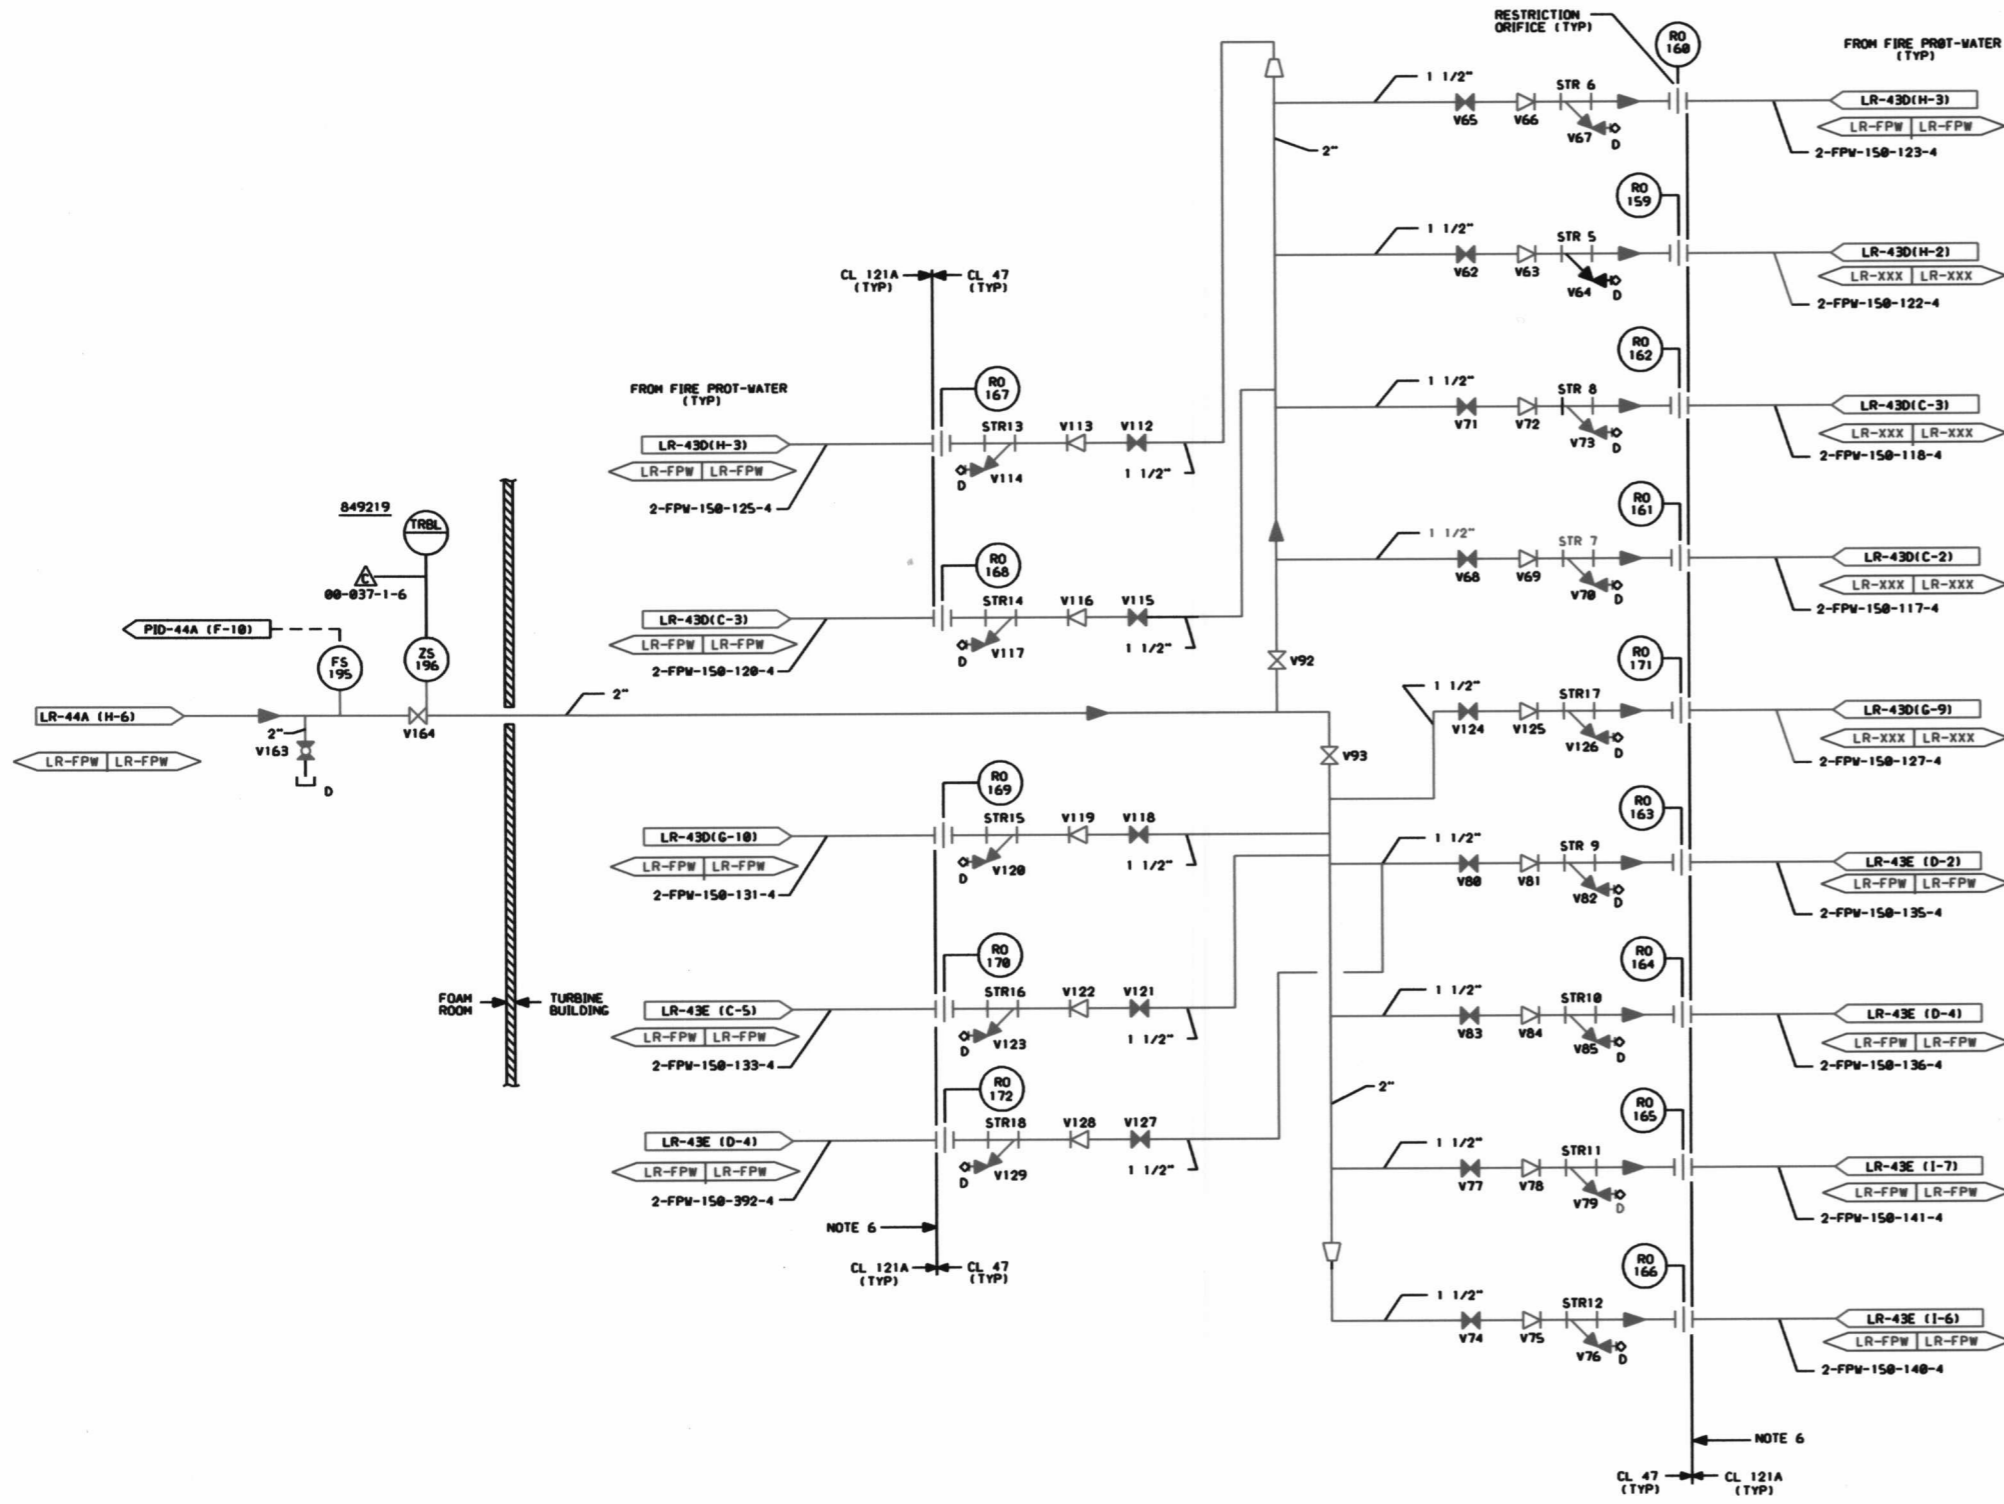 RESTRICTION
ORIFICE (TYP)
RO
160
FROM FIRE PROT-WATER
(TYP)
1 1/2"
STR 6
LR-43D(H-3)
V65
V66
V67
D
LR-FPW LR-FPW
2"
2-FPW-150-123-4
RO
159
1 1/2"
STR 5
LR-43D(H-2)
V62
V63
V64
D
LR-XXX LR-XXX
2-FPW-150-122-4
CL 121A
(TYP)
CL 47
(TYP)
RO
162
1 1/2"
STR 8
LR-43D(C-3)
V71
V72
V73
D
LR-XXX LR-XXX
2-FPW-150-118-4
FROM FIRE PROT-WATER
(TYP)
RO
167
LR-43D(H-3)
STR13
V113
V112
LR-FPW LR-FPW
D
V114
1 1/2"
2-FPW-150-125-4
RO
161
1 1/2"
STR 7
LR-43D(C-2)
V68
V69
V70
D
LR-XXX LR-XXX
2-FPW-150-117-4
849219
TRBL
C
00-037-1-6
RO
168
LR-43D(C-3)
STR14
V116
V115
LR-FPW LR-FPW
D
V117
1 1/2"
2-FPW-150-120-4
PID-44A (F-10)
FS
195
ZS
196
V92
RO
171
1 1/2"
STR17
LR-43D(G-9)
V124
V125
V126
D
LR-XXX LR-XXX
2-FPW-150-127-4
LR-44A (H-6)
2"
V163
V164
2"
LR-FPW LR-FPW
D
V93
RO
169
LR-43D(G-10)
STR15
V119
V118
LR-FPW LR-FPW
D
V120
1 1/2"
2-FPW-150-131-4
RO
163
1 1/2"
STR 9
LR-43E (D-2)
V80
V81
V82
D
LR-FPW LR-FPW
2-FPW-150-135-4
FOAM
ROOM
TURBINE
BUILDING
RO
170
LR-43E (C-5)
STR16
V122
V121
LR-FPW LR-FPW
D
V123
1 1/2"
2-FPW-150-133-4
RO
164
1 1/2"
STR10
LR-43E (D-4)
V83
V84
V85
D
LR-FPW LR-FPW
2-FPW-150-136-4
RO
172
LR-43E (D-4)
STR18
V128
V127
LR-FPW LR-FPW
D
V129
1 1/2"
2-FPW-150-392-4
2"
RO
165
1 1/2"
STR11
LR-43E (I-7)
V77
V78
V79
D
LR-FPW LR-FPW
2-FPW-150-141-4
NOTE 6
CL 121A
(TYP)
CL 47
(TYP)
RO
166
1 1/2"
STR12
LR-43E (I-6)
V74
V75
V76
D
LR-FPW LR-FPW
2-FPW-150-140-4
NOTE 6
CL 47
(TYP)
CL 121A
(TYP)